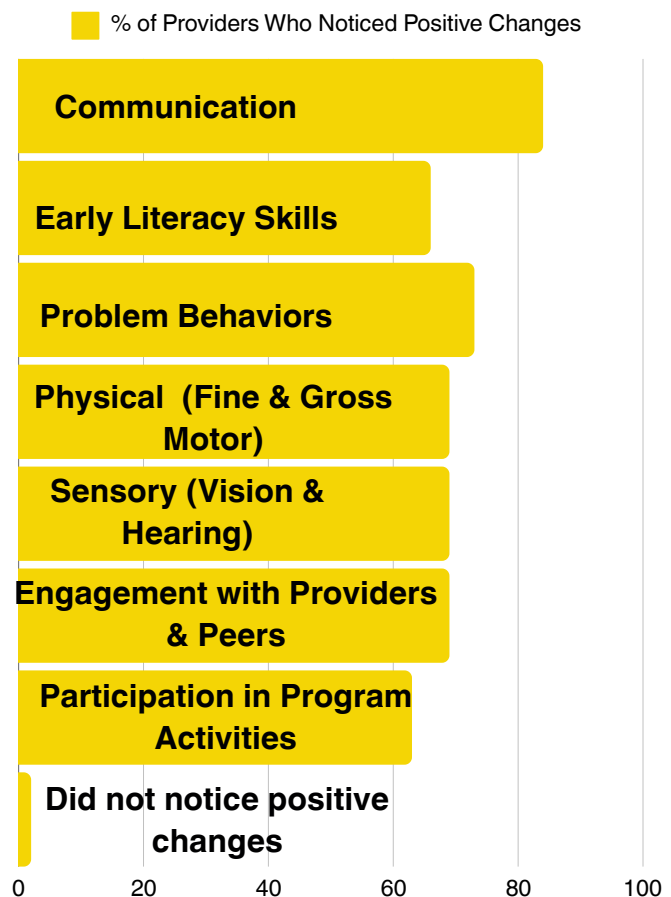 % of Providers Who Noticed Positive Changes
Communication
Early Literacy Skills
Problem Behaviors
Physical (Fine & Gross
Motor)
Sensory (Vision &
Hearing)
Engagement with Providers
& Peers
Participation in Program
Activities
Did not notice positive
changes
0 20 40 60 80 100